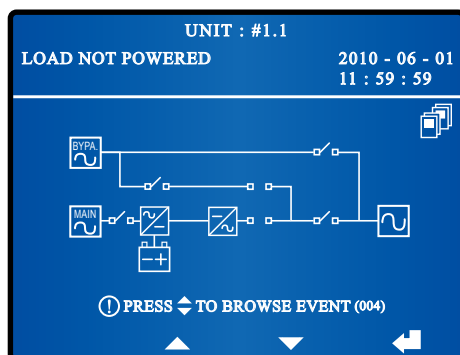 UNIT : #1.1
LOAD NOT POWERED
2010 - 06 - 01
11 : 59 : 59
BYPA.
MAIN
! PRESS TO BROWSE EVENT (004)